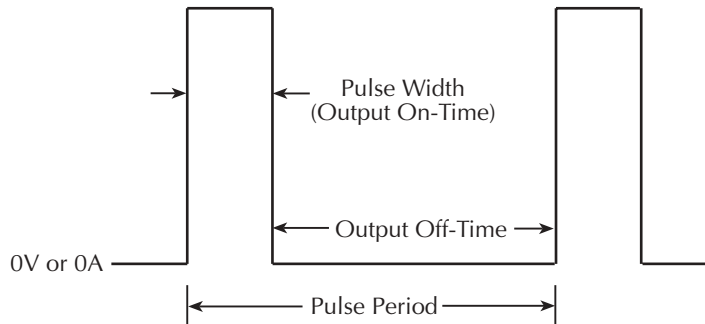 Pulse Width
(Output On-Time)
Output Off-Time
0V or 0A
Pulse Period